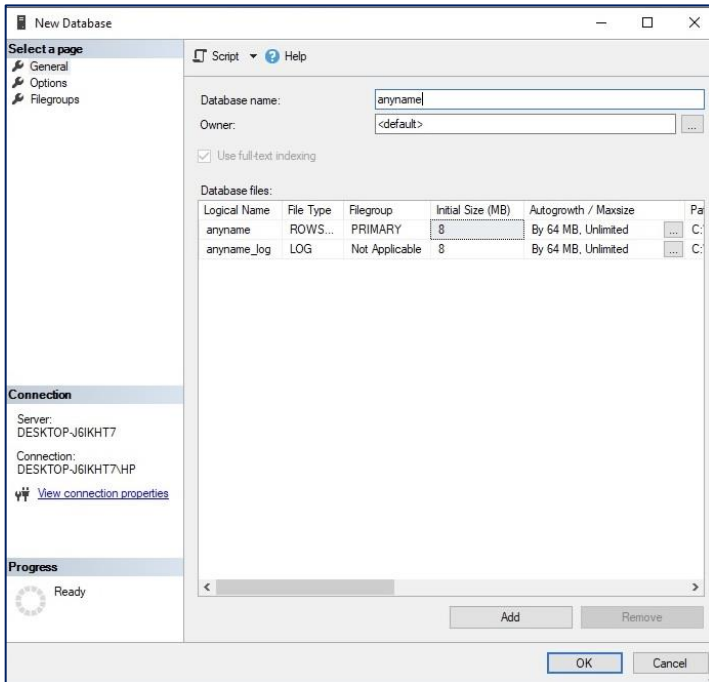 New Database
Select a page
General
Options
Filegroups
Script Help
Database name: anyname
Owner: <default> ...
Use full-text indexing
Database files:
Logical Name File Type Filegroup Initial Size (MB) Autogrowth / Maxsize Pa
anyname ROWS... PRIMARY 8 By 64 MB, Unlimited ... C:\
anyname_log LOG Not Applicable 8 By 64 MB, Unlimited ... C:\
Connection
Server:
DESKTOP-J6IKHT7
Connection:
DESKTOP-J6IKHT7\HP
View connection properties
Progress
Ready
Add Remove
OK Cancel